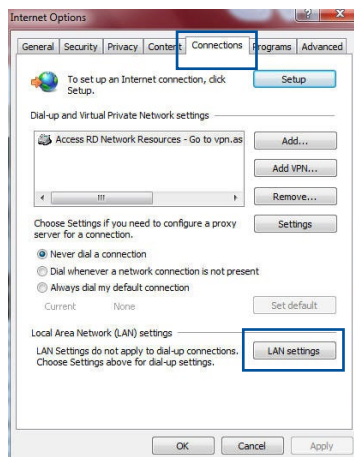 Internet Options
General Security Privacy Content Connections Programs Advanced
To set up an Internet connection, click
Setup.
Setup
Dial-up and Virtual Private Network settings
Access RD Network Resources - Go to vpn.as
Add...
Add VPN...
Remove...
Choose Settings if you need to configure a proxy
server for a connection.
Settings
Never dial a connection
Dial whenever a network connection is not present
Always dial my default connection
Current None
Set default
Local Area Network (LAN) settings
LAN Settings do not apply to dial-up connections.
Choose Settings above for dial-up settings.
LAN settings
OK Cancel Apply